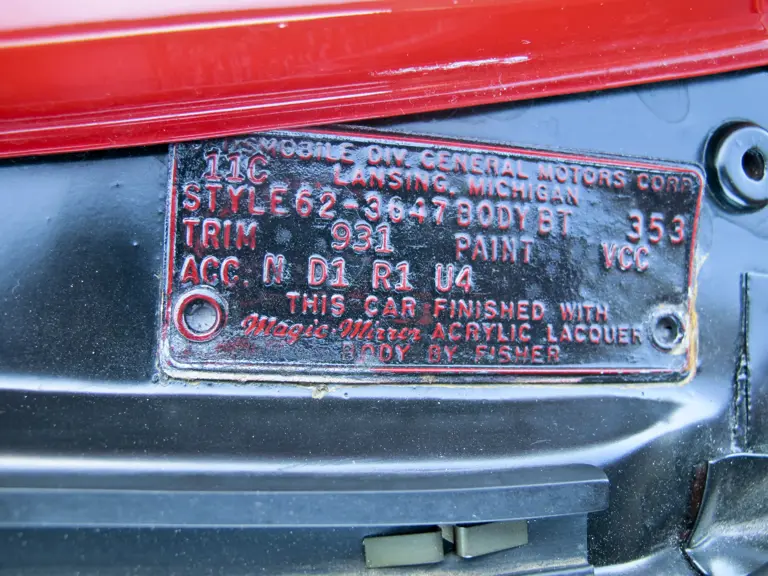 OLDSMOBILE DIV. GENERAL MOTORS CORP.
11C LANSING, MICHIGAN
STYLE 62-3647 BODY BT 353
TRIM 931 PAINT VCC
ACC. N D1 R1 U4
THIS CAR FINISHED WITH
Magic-Mirror ACRYLIC LACQUER
BODY BY FISHER